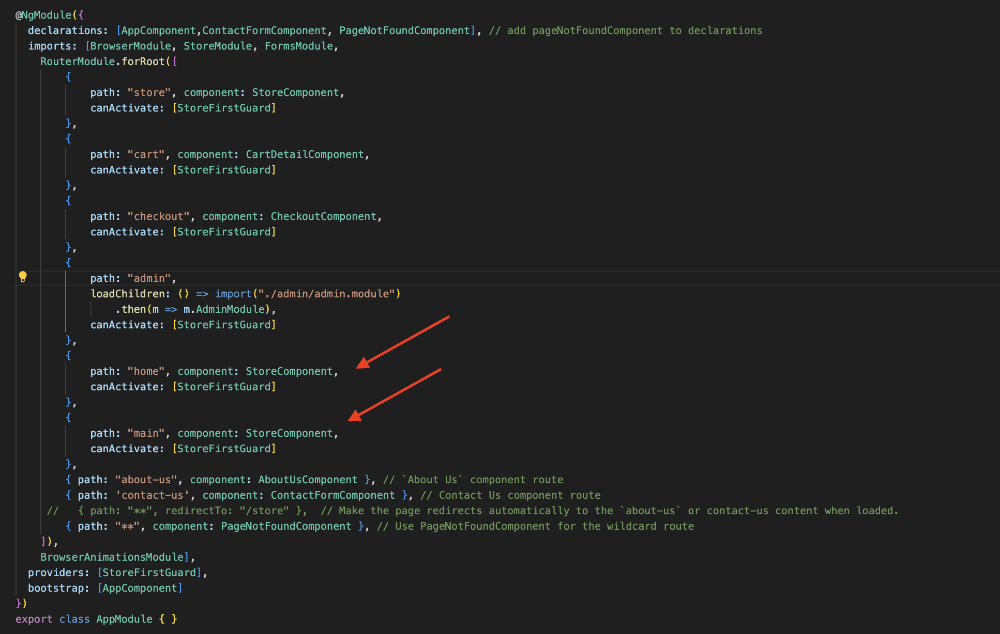 @NgModule({
declarations: [AppComponent,ContactFormComponent, PageNotFoundComponent], // add pageNotFoundComponent to declarations
imports: [BrowserModule, StoreModule, FormsModule,
RouterModule.forRoot([
{
path: "store", component: StoreComponent,
canActivate: [StoreFirstGuard]
},
{
path: "cart", component: CartDetailComponent,
canActivate: [StoreFirstGuard]
},
{
path: "checkout", component: CheckoutComponent,
canActivate: [StoreFirstGuard]
},
{
path: "admin",
loadChildren: () => import("./admin/admin.module")
.then(m => m.AdminModule),
canActivate: [StoreFirstGuard]
},
{
path: "home", component: StoreComponent,
canActivate: [StoreFirstGuard]
},
{
path: "main", component: StoreComponent,
canActivate: [StoreFirstGuard]
},
{ path: "about-us", component: AboutUsComponent }, // `About Us` component route
{ path: 'contact-us', component: ContactFormComponent }, // Contact Us component route
// { path: "**", redirectTo: "/store" }, // Make the page redirects automatically to the `about-us` or contact-us content when loaded.
{ path: "**", component: PageNotFoundComponent }, // Use PageNotFoundComponent for the wildcard route
]),
BrowserAnimationsModule],
providers: [StoreFirstGuard],
bootstrap: [AppComponent]
})
export class AppModule { }